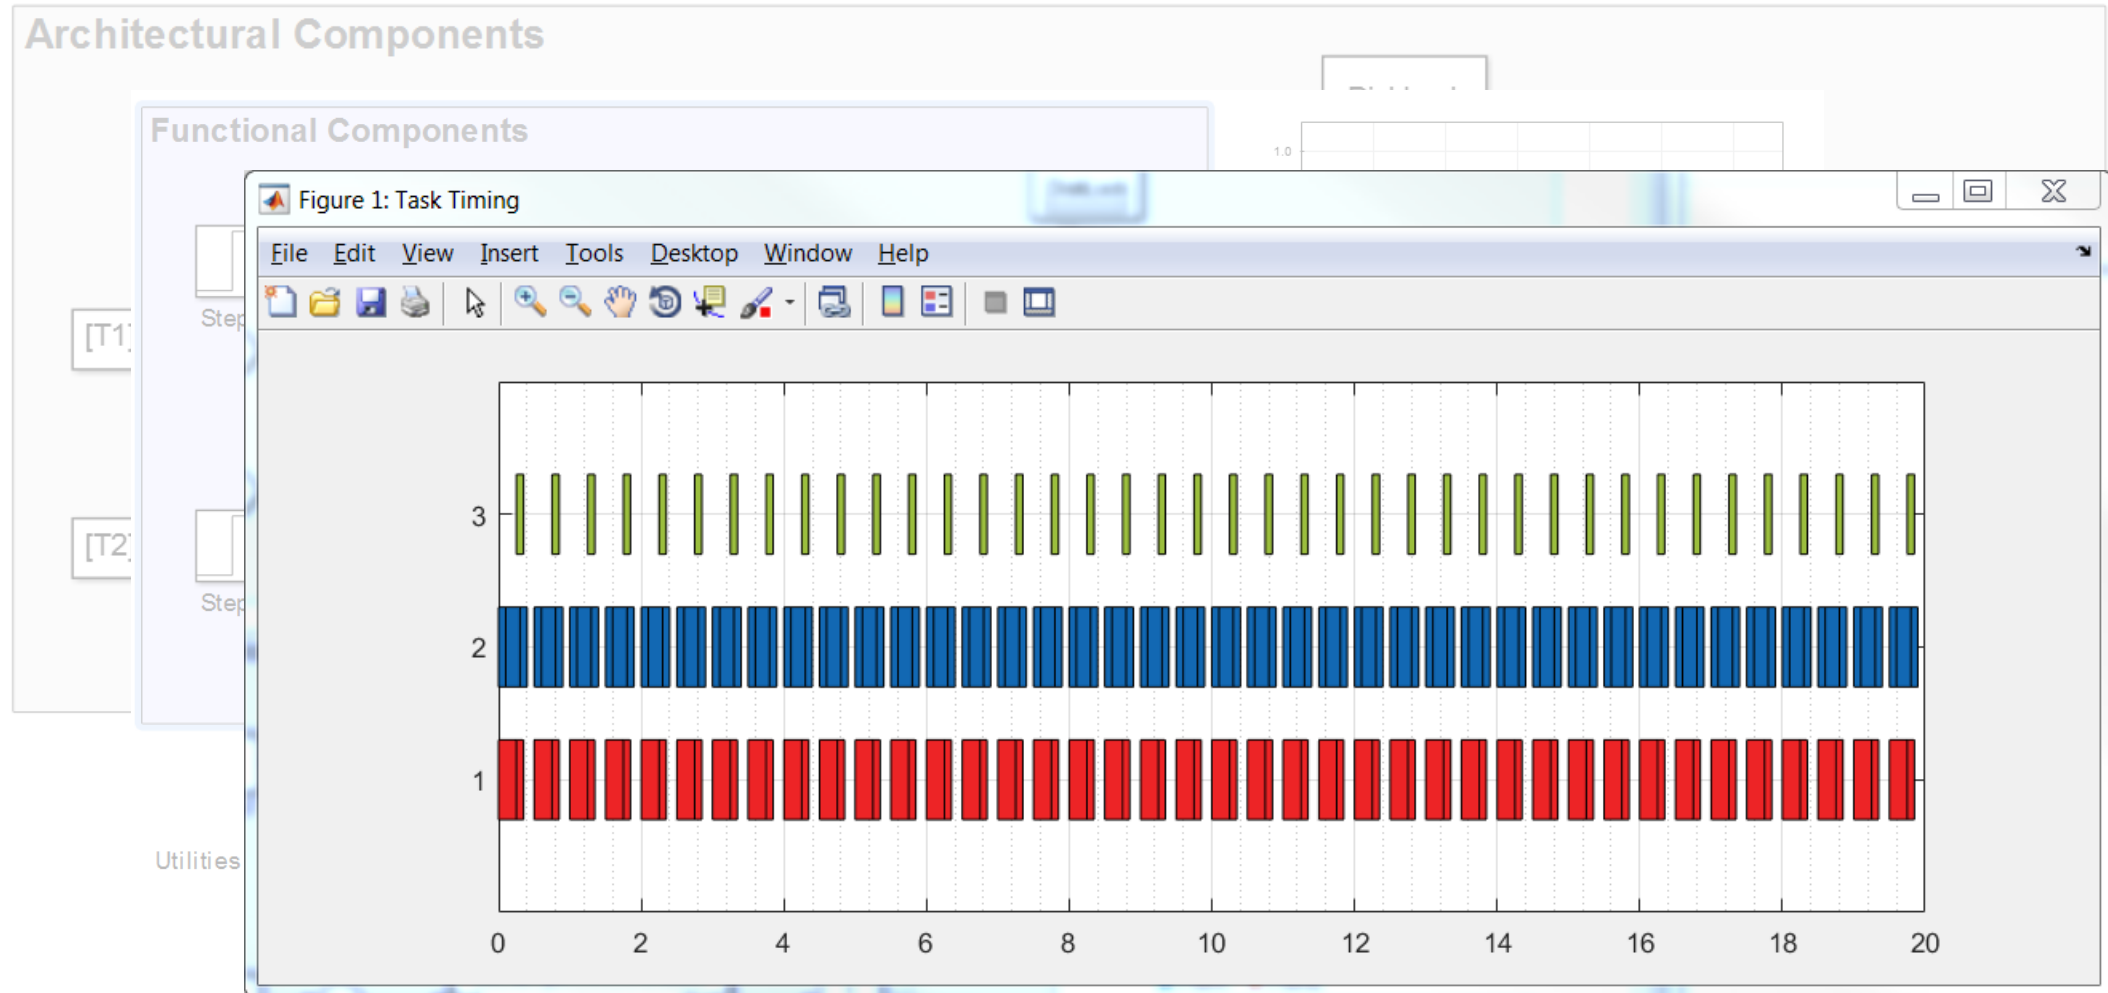 Architectural Components
Functional Components
1.0
Figure 1: Task Timing
File Edit View Insert Tools Desktop Window Help
Step
[T1]
3
[T2]
2
Step
1
Utilities
0 2 4 6 8 10 12 14 16 18 20